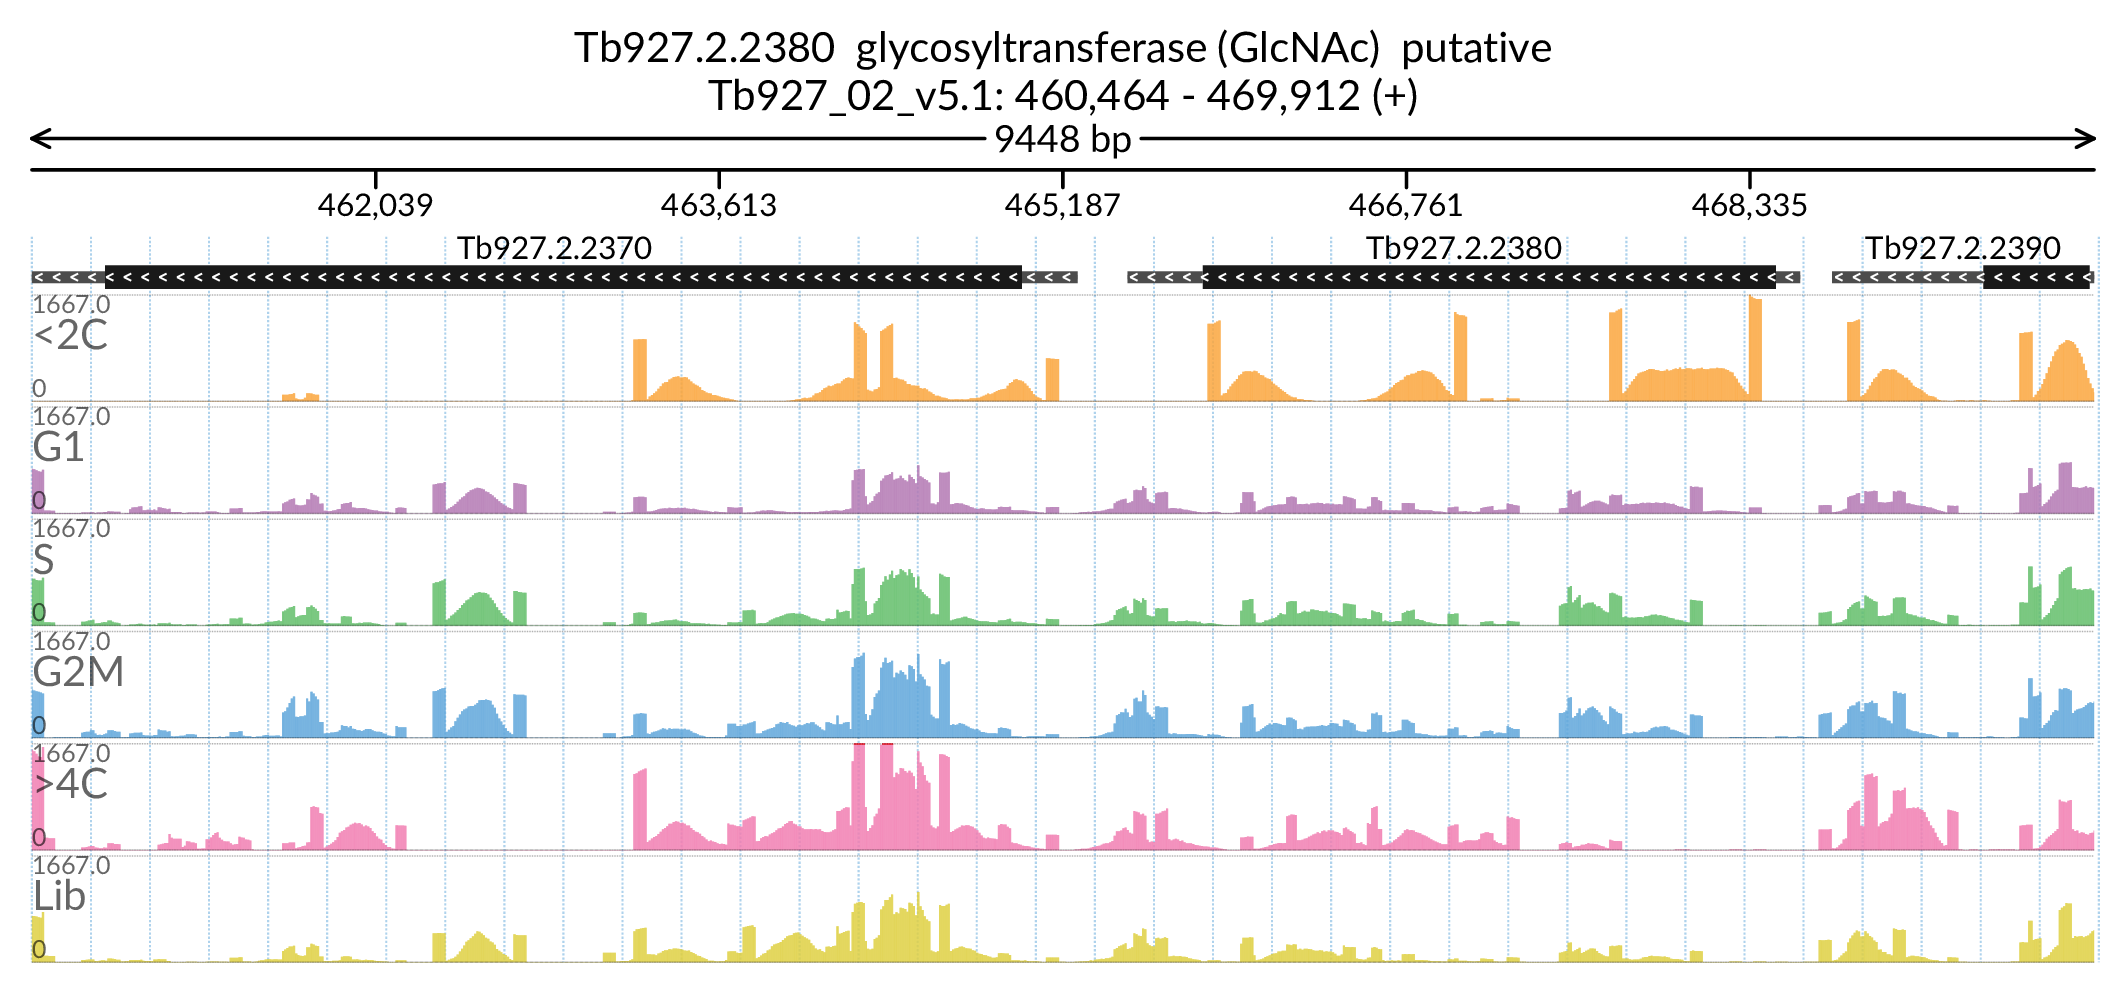 Tb927.2.2380  glycosyltransferase (GlcNAc)  putative
Tb927_02_v5.1: 460,464 - 469,912 (+)
9448 bp
462,039 463,613 465,187 466,761 468,335
Tb927.2.2370 Tb927.2.2380 Tb927.2.2390
1667.0
<2C
0
1667.0
G1
0
1667.0
S
0
1667.0
G2M
0
1667.0
>4C
0
1667.0
Lib
0